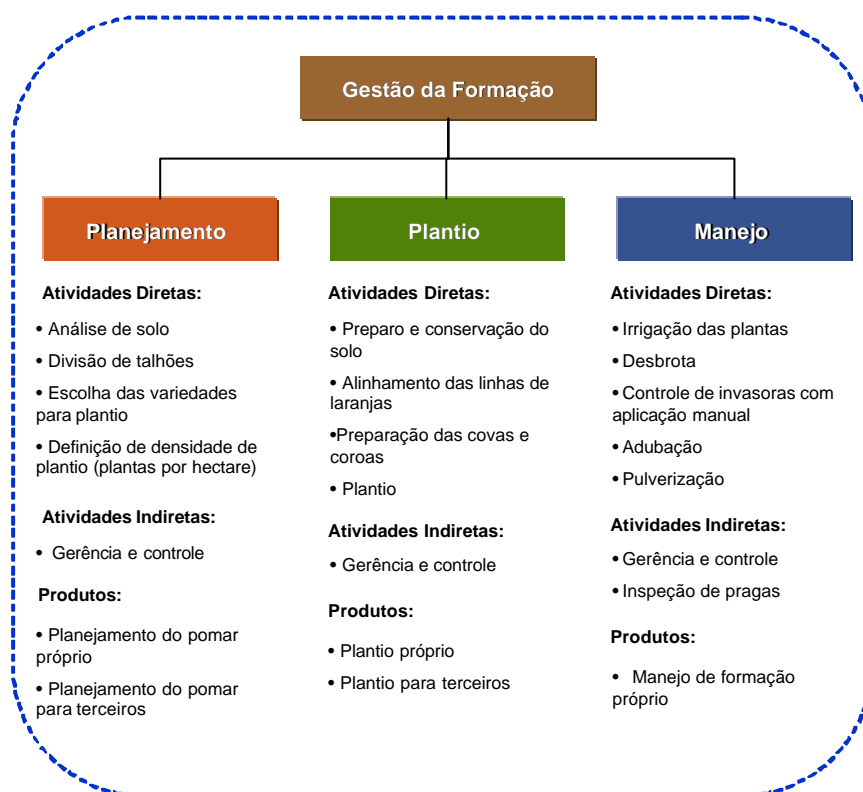 Gestão da Formação
Planejamento
Atividades Diretas:
• Análise de solo
• Divisão de talhões
• Escolha das variedades
para plantio
• Definição de densidade de
plantio (plantas por hectare)
Atividades Indiretas:
• Gerência e controle
Produtos:
• Planejamento do pomar
próprio
• Planejamento do pomar
para terceiros
Plantio
Atividades Diretas:
• Preparo e conservação do
solo
• Alinhamento das linhas de
laranjas
•Preparação das covas e
coroas
• Plantio
Atividades Indiretas:
• Gerência e controle
Produtos:
• Plantio próprio
• Plantio para terceiros
Manejo
Atividades Diretas:
• Irrigação das plantas
• Desbrota
• Controle de invasoras com
aplicação manual
• Adubação
• Pulverização
Atividades Indiretas:
• Gerência e controle
• Inspeção de pragas
Produtos:
• Manejo de formação
próprio